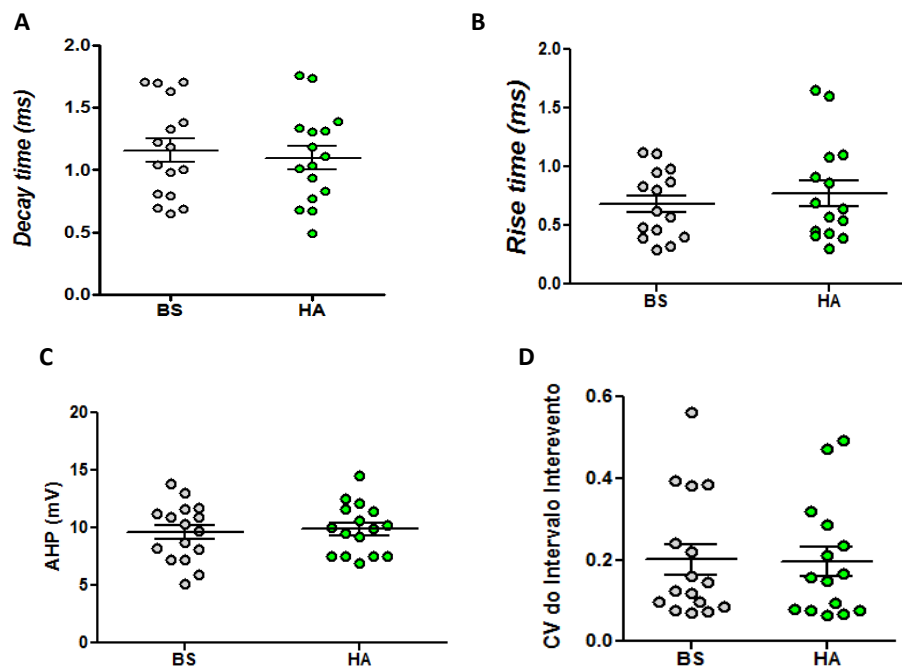 A
Decay time (ms)
2.0
1.5
1.0
0.5
0.0
BS HA
B
Rise time (ms)
2.0
1.5
1.0
0.5
0.0
BS HA
C
AHP (mV)
20
15
10
5
0
BS HA
D
CV do Intervalo Interevento
0.6
0.4
0.2
0.0
BS HA